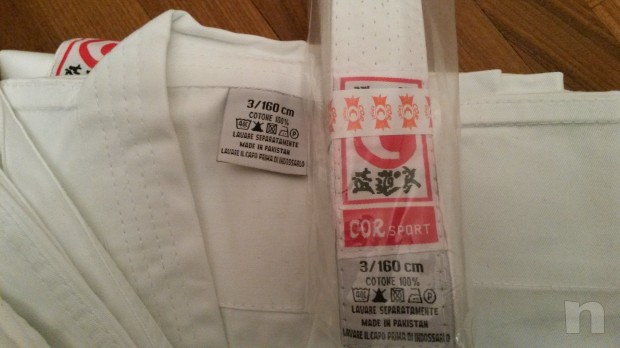 3/160 cm
COTONE 100%
LAVARE SEPARATAMENTE
MADE IN PAKISTAN
LAVARE IL CAPO PRIMA DI INDOSSARLO
COR SPORT
3/160 cm
COTONE 100%
LAVARE SEPARATAMENTE
MADE IN PAKISTAN
LAVARE IL CAPO PRIMA DI INDOSSARLO
n